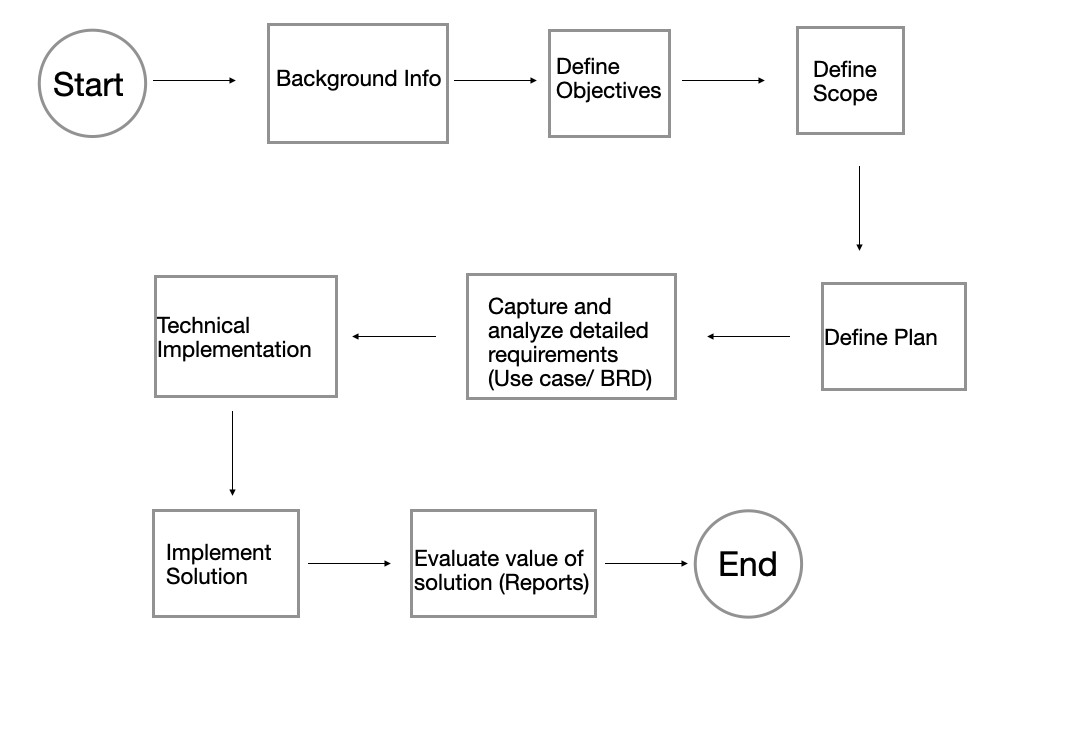 Start
Background Info
Define
Objectives
Define
Scope
Define Plan
Capture and
analyze detailed
requirements
(Use case/ BRD)
Technical
Implementation
Implement
Solution
Evaluate value of
solution (Reports)
End